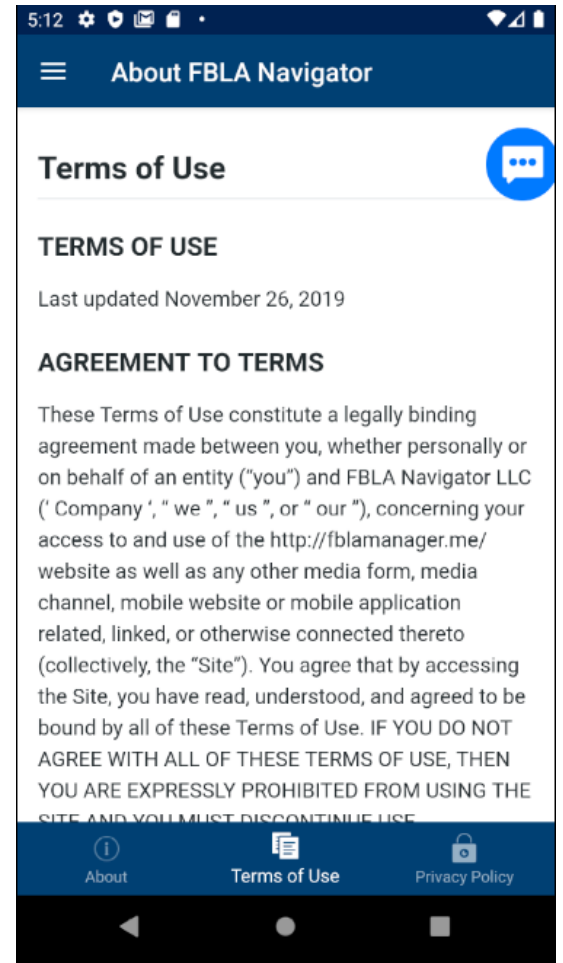 5:12
About FBLA Navigator
Terms of Use
TERMS OF USE
Last updated November 26, 2019
AGREEMENT TO TERMS
These Terms of Use constitute a legally binding
agreement made between you, whether personally or
on behalf of an entity (“you”) and FBLA Navigator LLC
(‘ Company ‘, “ we ”, “ us ”, or “ our ”), concerning your
access to and use of the http://fblamanager.me/
website as well as any other media form, media
channel, mobile website or mobile application
related, linked, or otherwise connected thereto
(collectively, the “Site”). You agree that by accessing
the Site, you have read, understood, and agreed to be
bound by all of these Terms of Use. IF YOU DO NOT
AGREE WITH ALL OF THESE TERMS OF USE, THEN
YOU ARE EXPRESSLY PROHIBITED FROM USING THE
SITE AND YOU MUST DISCONTINUE USE
About
Terms of Use
Privacy Policy